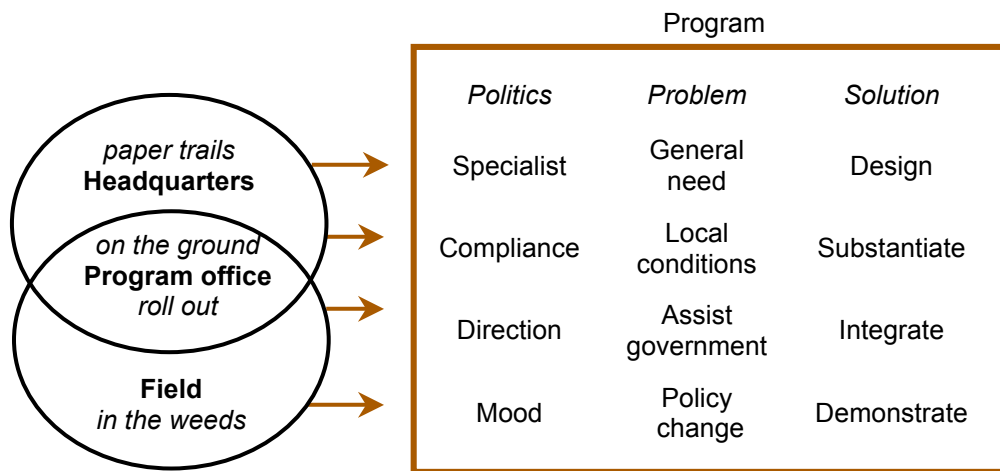 Program
paper trails
Headquarters
on the ground
Program office
roll out
Field
in the weeds
Politics Problem Solution
Specialist General need Design
Compliance Local conditions Substantiate
Direction Assist government Integrate
Mood Policy change Demonstrate